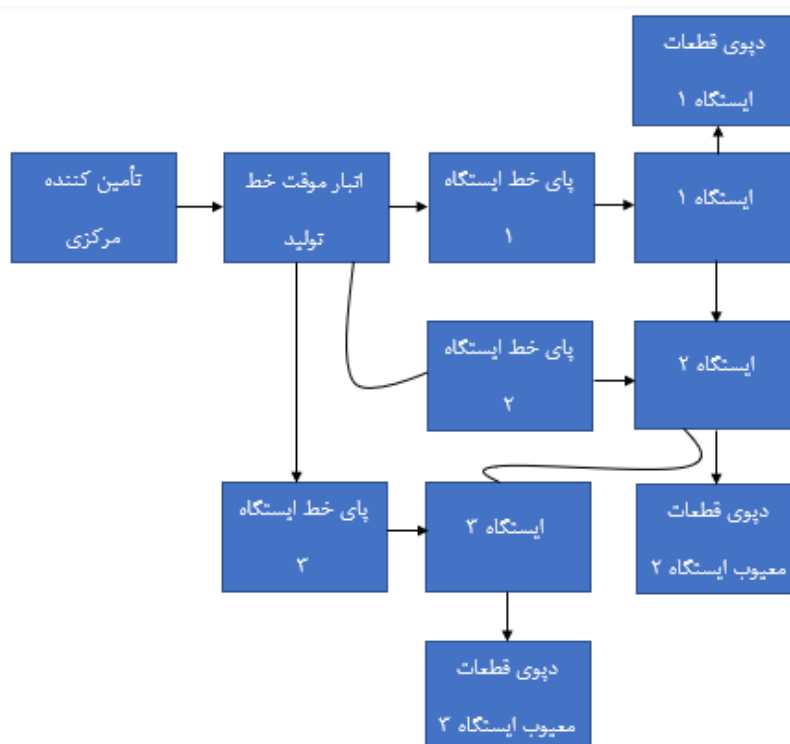 دپوی قطعات
ایستگاه ۱
تأمین کننده
مرکزی
انبار موقت خط
تولید
پای خط ایستگاه
۱
ایستگاه ۱
پای خط ایستگاه
۲
ایستگاه ۲
پای خط ایستگاه
۳
ایستگاه ۳
دپوی قطعات
معیوب ایستگاه ۲
دپوی قطعات
معیوب ایستگاه ۳